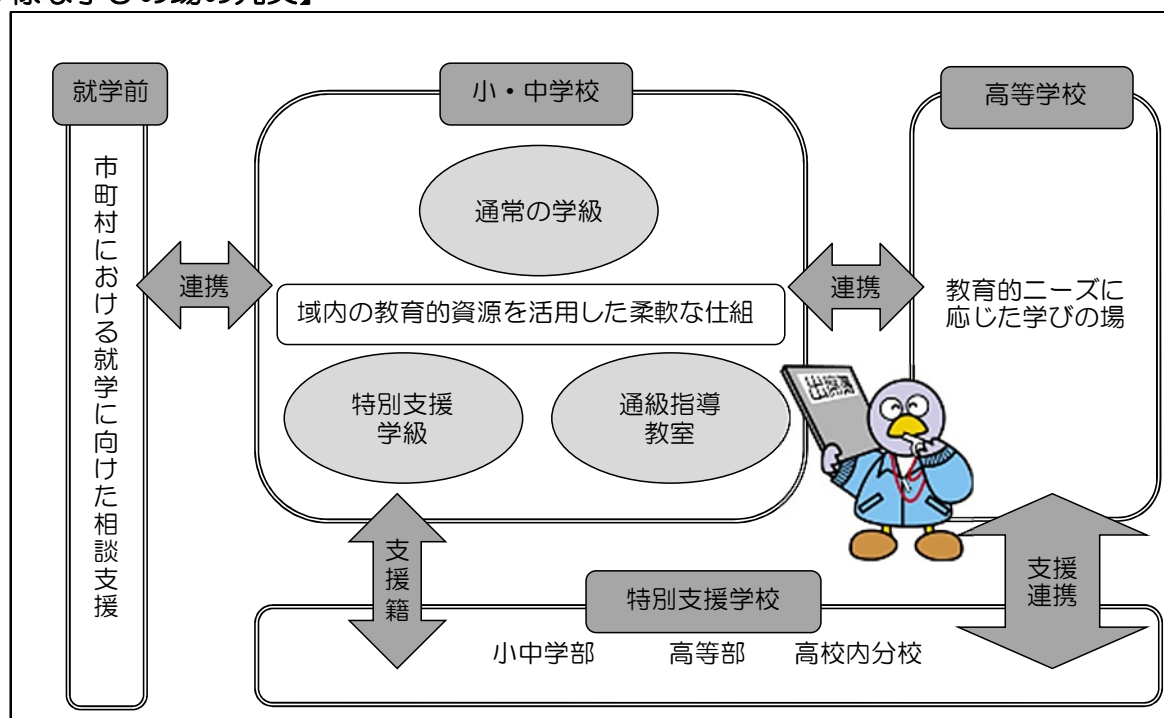 就学前
市町村における就学に向けた相談支援
連携
小・中学校
通常の学級
域内の教育的資源を活用した柔軟な仕組
特別支援
学級
通級指導
教室
連携
高等学校
教育的ニーズに
応じた学びの場
出席簿
支援籍
支援
連携
特別支援学校
小中学部 高等部 高校内分校